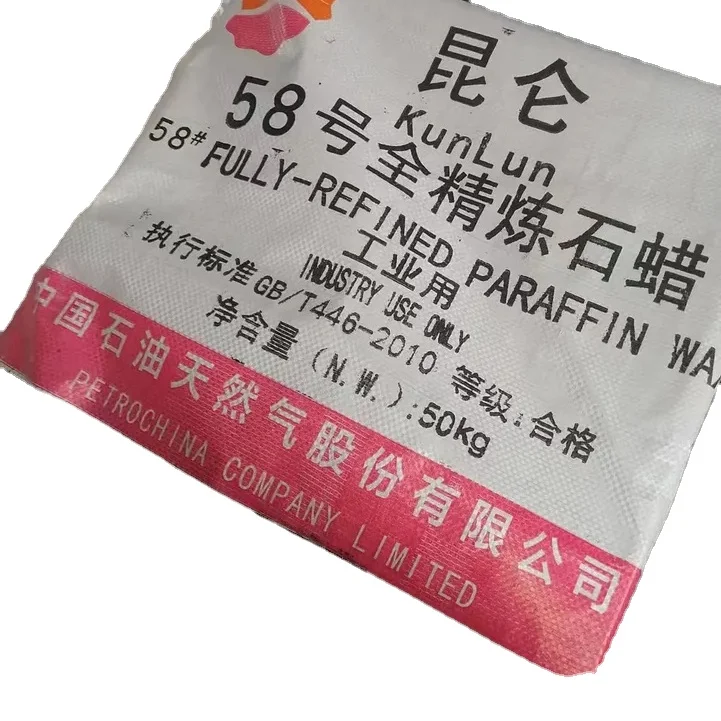 昆仑
KunLun
58号全精炼石蜡
58# FULLY-REFINED PARAFFIN
工业用
INDUSTRY USE ONLY
执行标准GB/T446-2010 等级:合格
净含量(N.W.):50kg
中国石油天然气股份有限公司
PETROCHINA COMPANY LIMITED